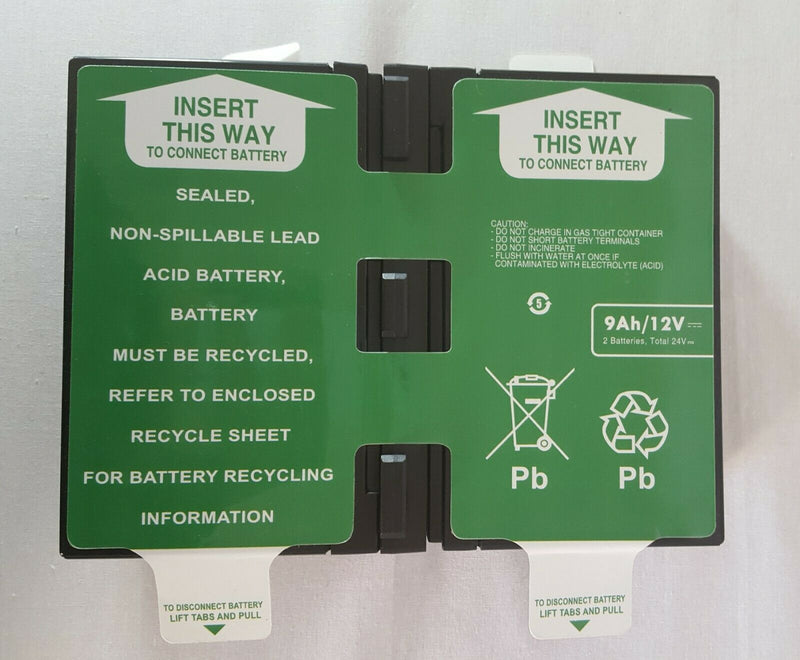 INSERT
THIS WAY
TO CONNECT BATTERY
SEALED,
NON-SPILLABLE LEAD
ACID BATTERY,
BATTERY
MUST BE RECYCLED,
REFER TO ENCLOSED
RECYCLE SHEET
FOR BATTERY RECYCLING
INFORMATION
TO DISCONNECT BATTERY
LIFT TABS AND PULL
INSERT
THIS WAY
TO CONNECT BATTERY
CAUTION:
- DO NOT CHARGE IN GAS TIGHT CONTAINER
- DO NOT SHORT BATTERY TERMINALS
- DO NOT INCINERATE
- FLUSH WITH WATER AT ONCE IF
CONTAMINATED WITH ELECTROLYTE (ACID)
5
9Ah/12V
2 Batteries, Total 24V
Pb
Pb
TO DISCONNECT BATTERY
LIFT TABS AND PULL